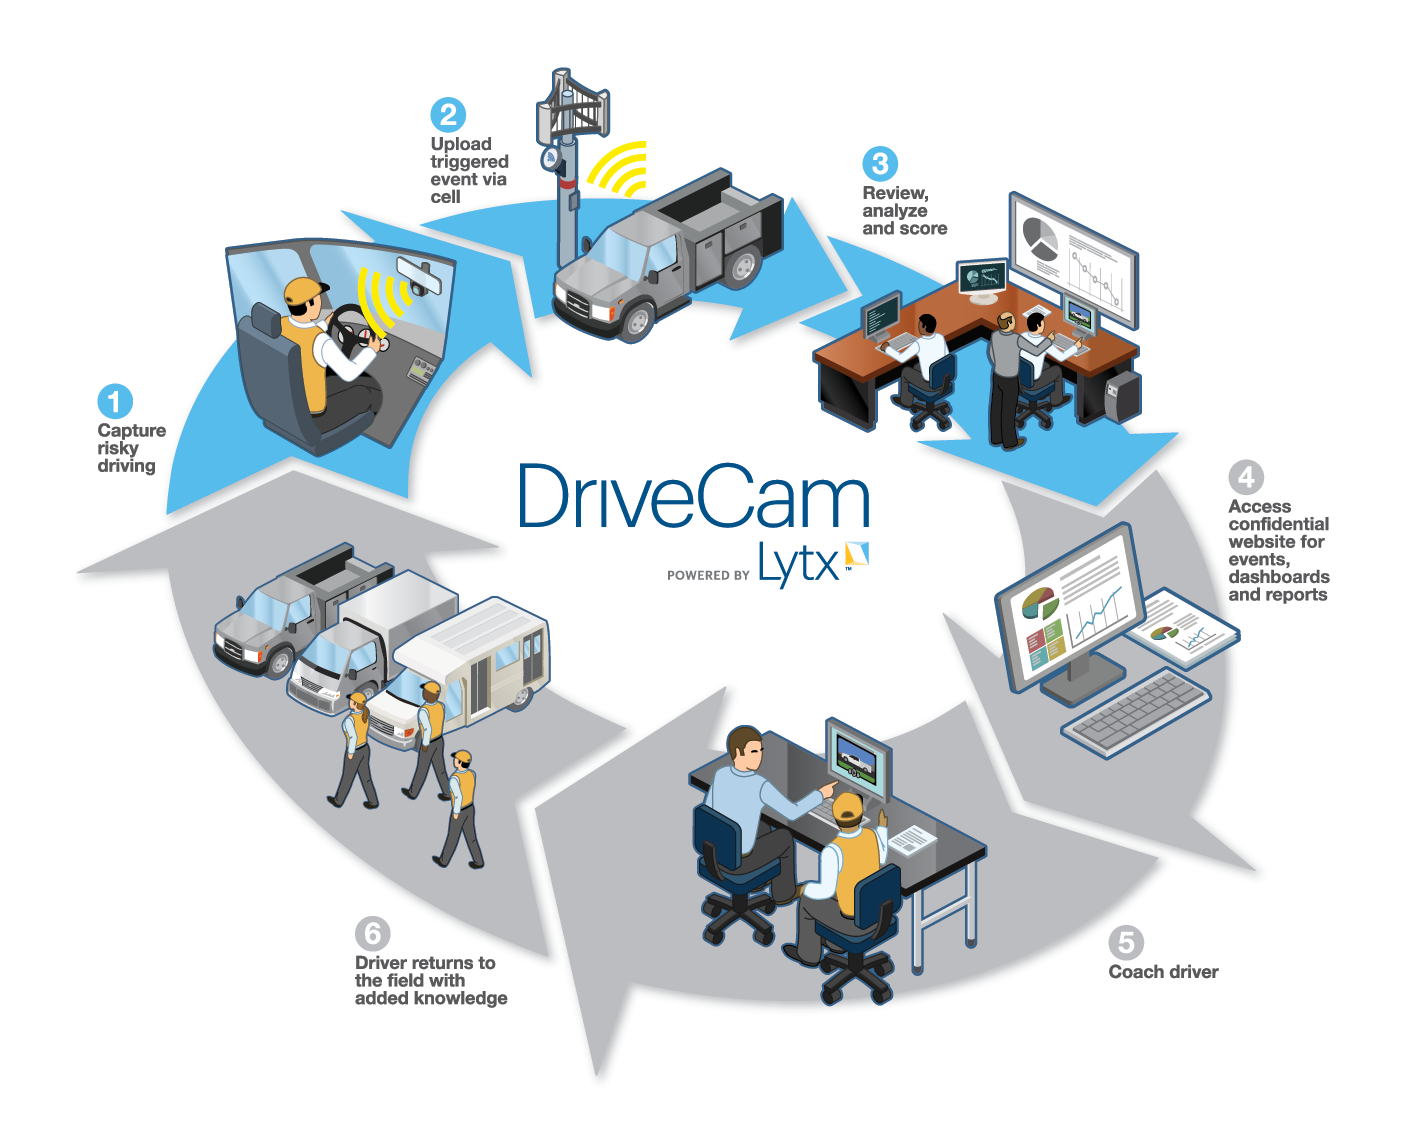 1
Capture
risky
driving
2
Upload
triggered
event via
cell
3
Review,
analyze
and score
4
Access
confidential
website for
events,
dashboards
and reports
5
Coach driver
6
Driver returns to
the field with
added knowledge
DriveCam
POWERED BY Lytx™